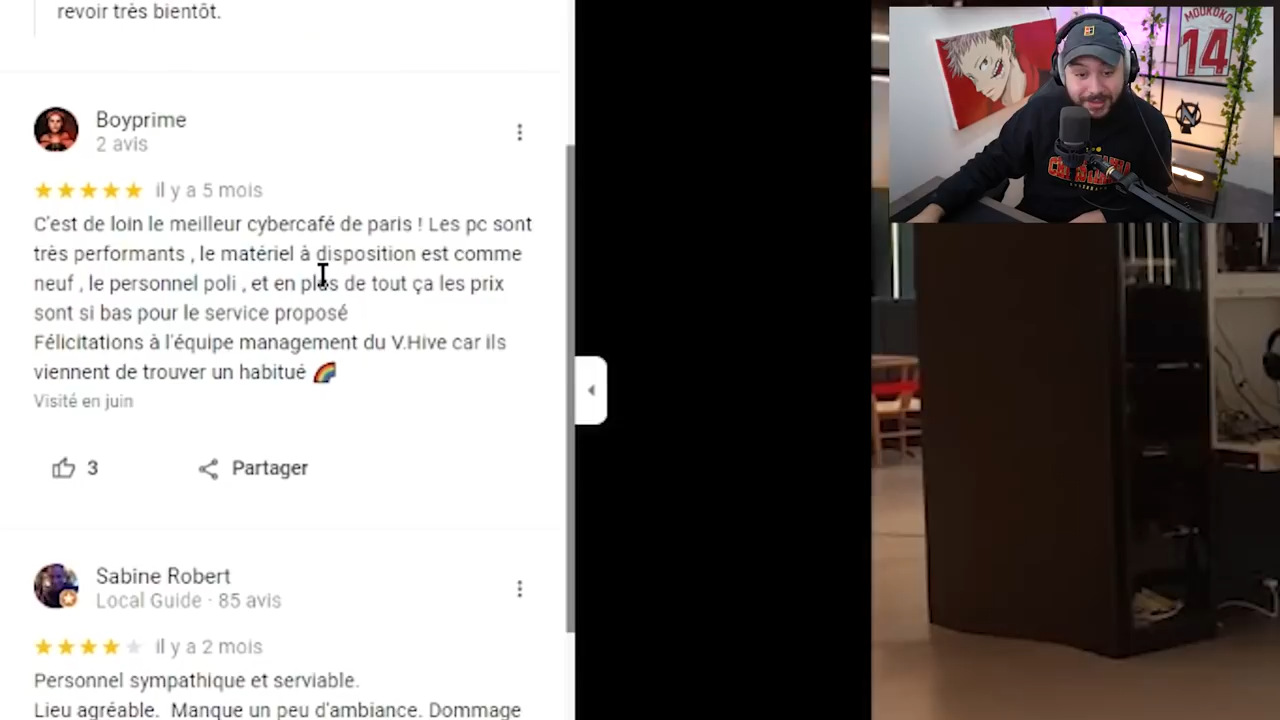 revoir très bientôt.
Boyprime
2 avis
il y a 5 mois
C'est de loin le meilleur cybercafé de paris ! Les pc sont
très performants , le matériel à disposition est comme
neuf , le personnel poli , et en plus de tout ça les prix
sont si bas pour le service proposé
Félicitations à l'équipe management du V.Hive car ils
viennent de trouver un habitué 🌈
Visité en juin
3
Partager
Sabine Robert
Local Guide · 85 avis
il y a 2 mois
Personnel sympathique et serviable.
Lieu agréable. Manque un peu d'ambiance. Dommage
MOUKOKO
14